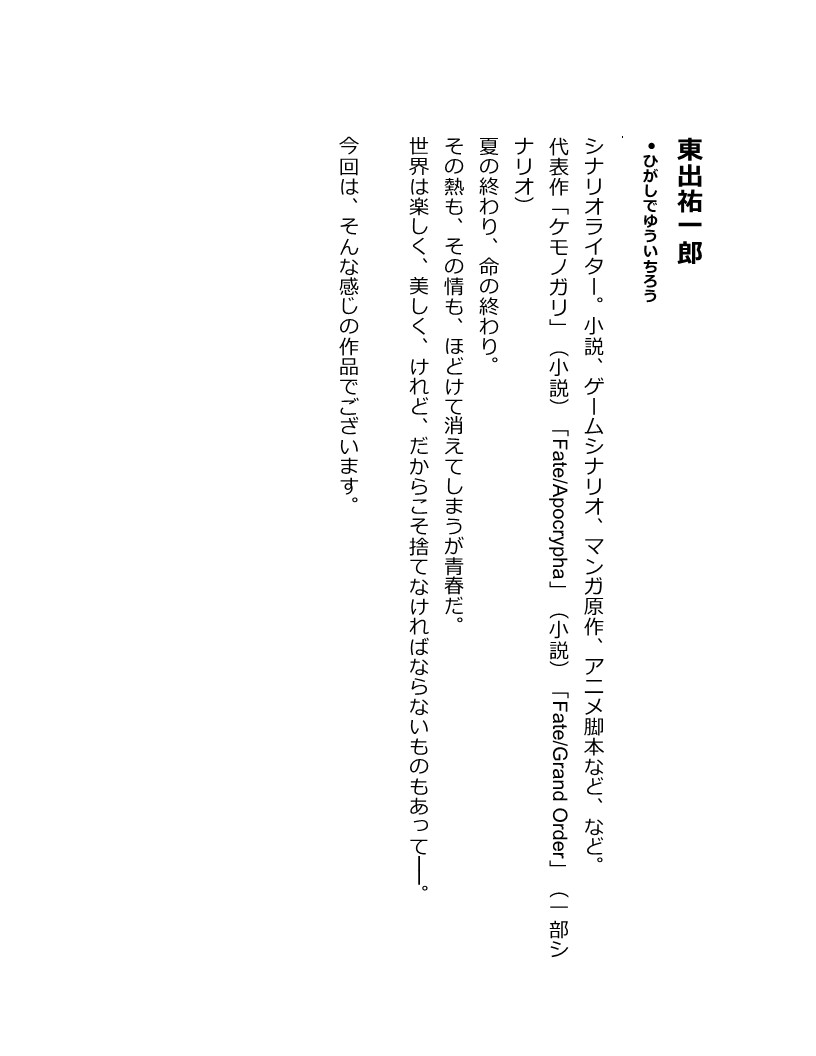 東出祐一郎
•ひがしでゆういちろう
シナリオライター。小説、ゲームシナリオ、マンガ原作、アニメ脚本など、など。
代表作「ケモノガリ」（小説）「Fate/Apocrypha」（小説）「Fate/Grand Order」（一部シ
ナリオ）
夏の終わり、命の終わり。
その熱も、その情も、ほどけて消えてしまうが青春だ。
世界は楽しく、美しく、けれど、だからこそ捨てなければならないものもあって──。
今回は、そんな感じの作品でございます。